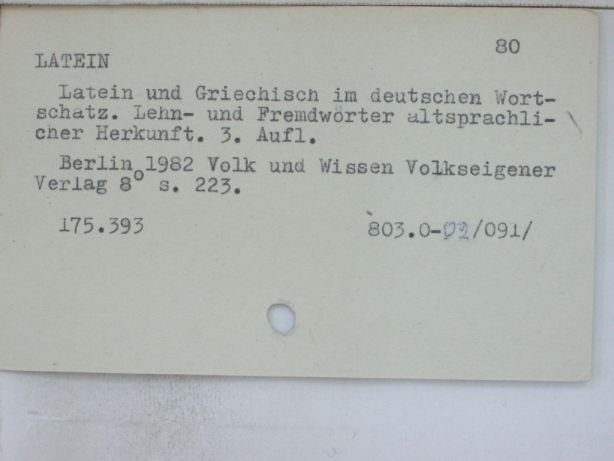 80
LATEIN
Latein und Griechisch im deutschen Wort-
schatz. Lehn- und Fremdwörter altsprachli-
cher Herkunft. 3. Aufl.
Berlin 1982 Volk und Wissen Volkseigener
Verlag 8° s. 223.
175.393 803.0-02/091/